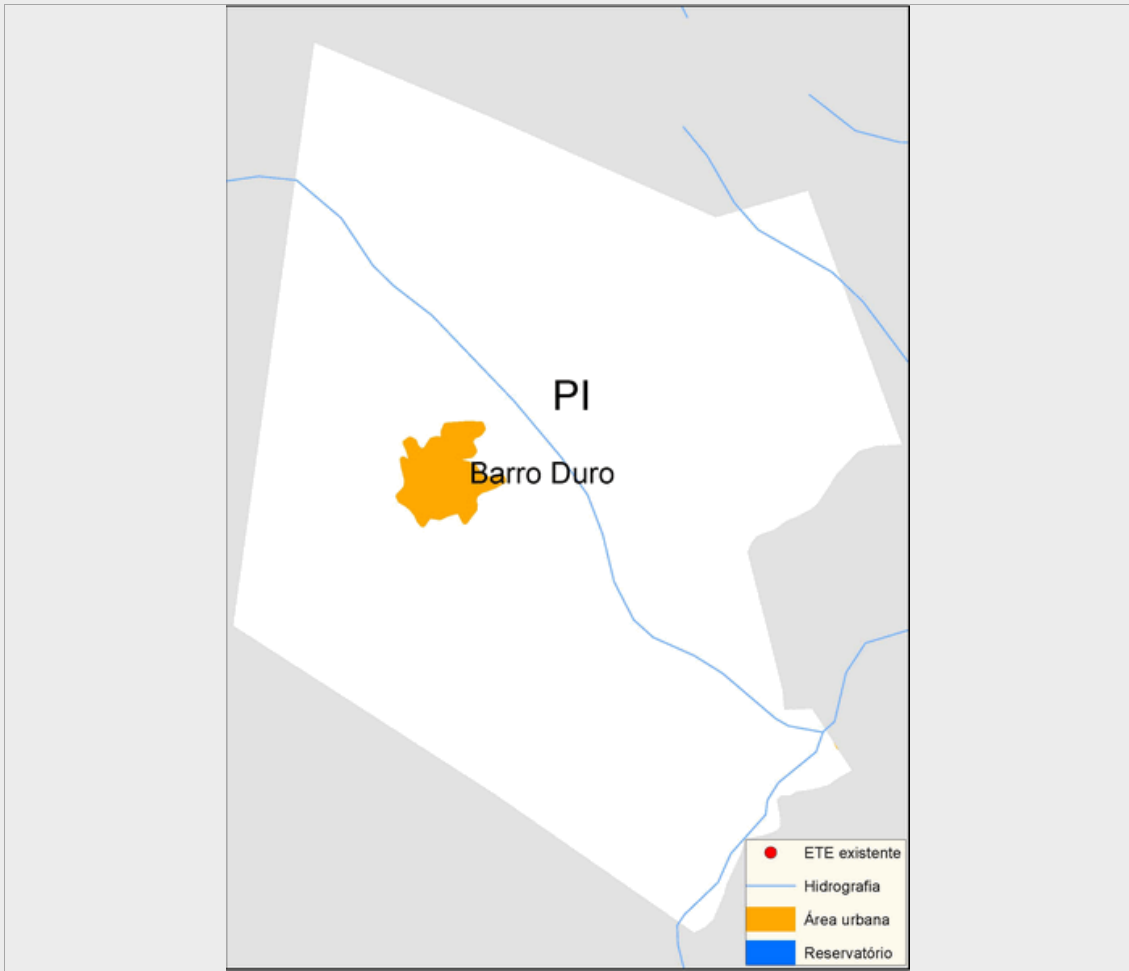 PI
Barro Duro
ETE existente
Hidrografia
Área urbana
Reservatório